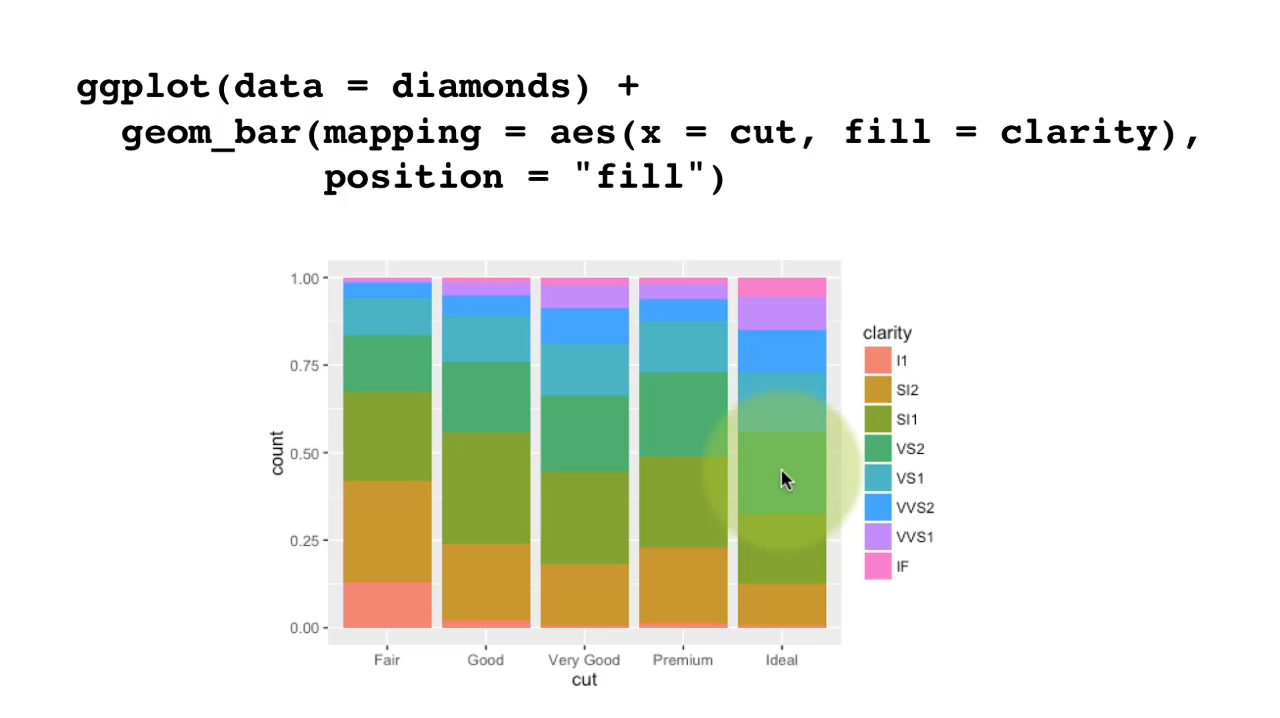 ggplot(data = diamonds) +
geom_bar(mapping = aes(x = cut, fill = clarity),
position = "fill")
1.00
0.75
0.50
0.25
0.00
count
Fair Good Very Good Premium Ideal
cut
clarity
I1
SI2
SI1
VS2
VS1
VVS2
VVS1
IF